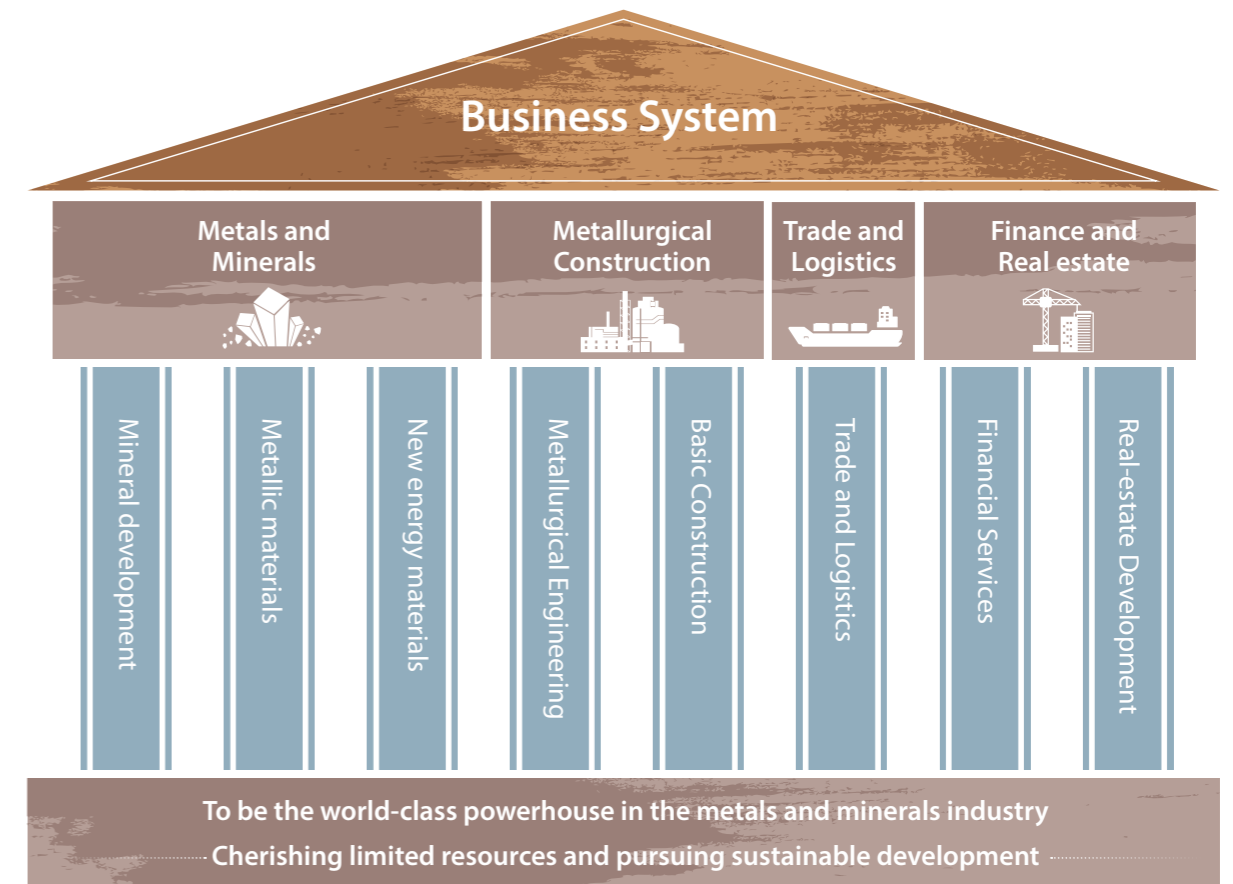 Business System
Metals and
Minerals
Metallurgical
Construction
Trade and
Logistics
Finance and
Real estate
Mineral development
Metallic materials
New energy materials
Metallurgical Engineering
Basic Construction
Trade and Logistics
Financial Services
Real-estate Development
To be the world-class powerhouse in the metals and minerals industry
Cherishing limited resources and pursuing sustainable development